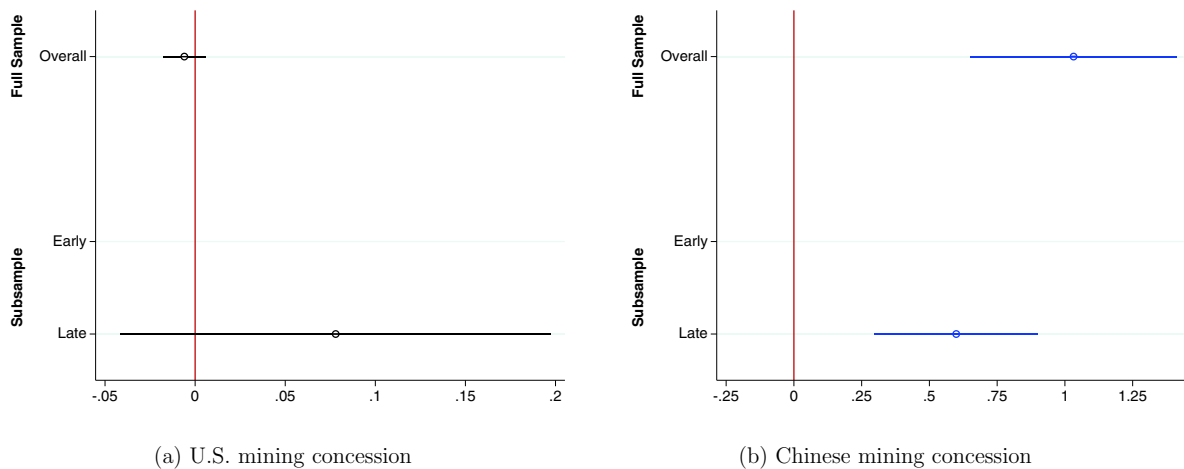 Full Sample
Overall
Subsample
Early
Late
-.05 0 .05 .1 .15 .2
(a) U.S. mining concession
Full Sample
Overall
Subsample
Early
Late
-.25 0 .25 .5 .75 1 1.25
(b) Chinese mining concession